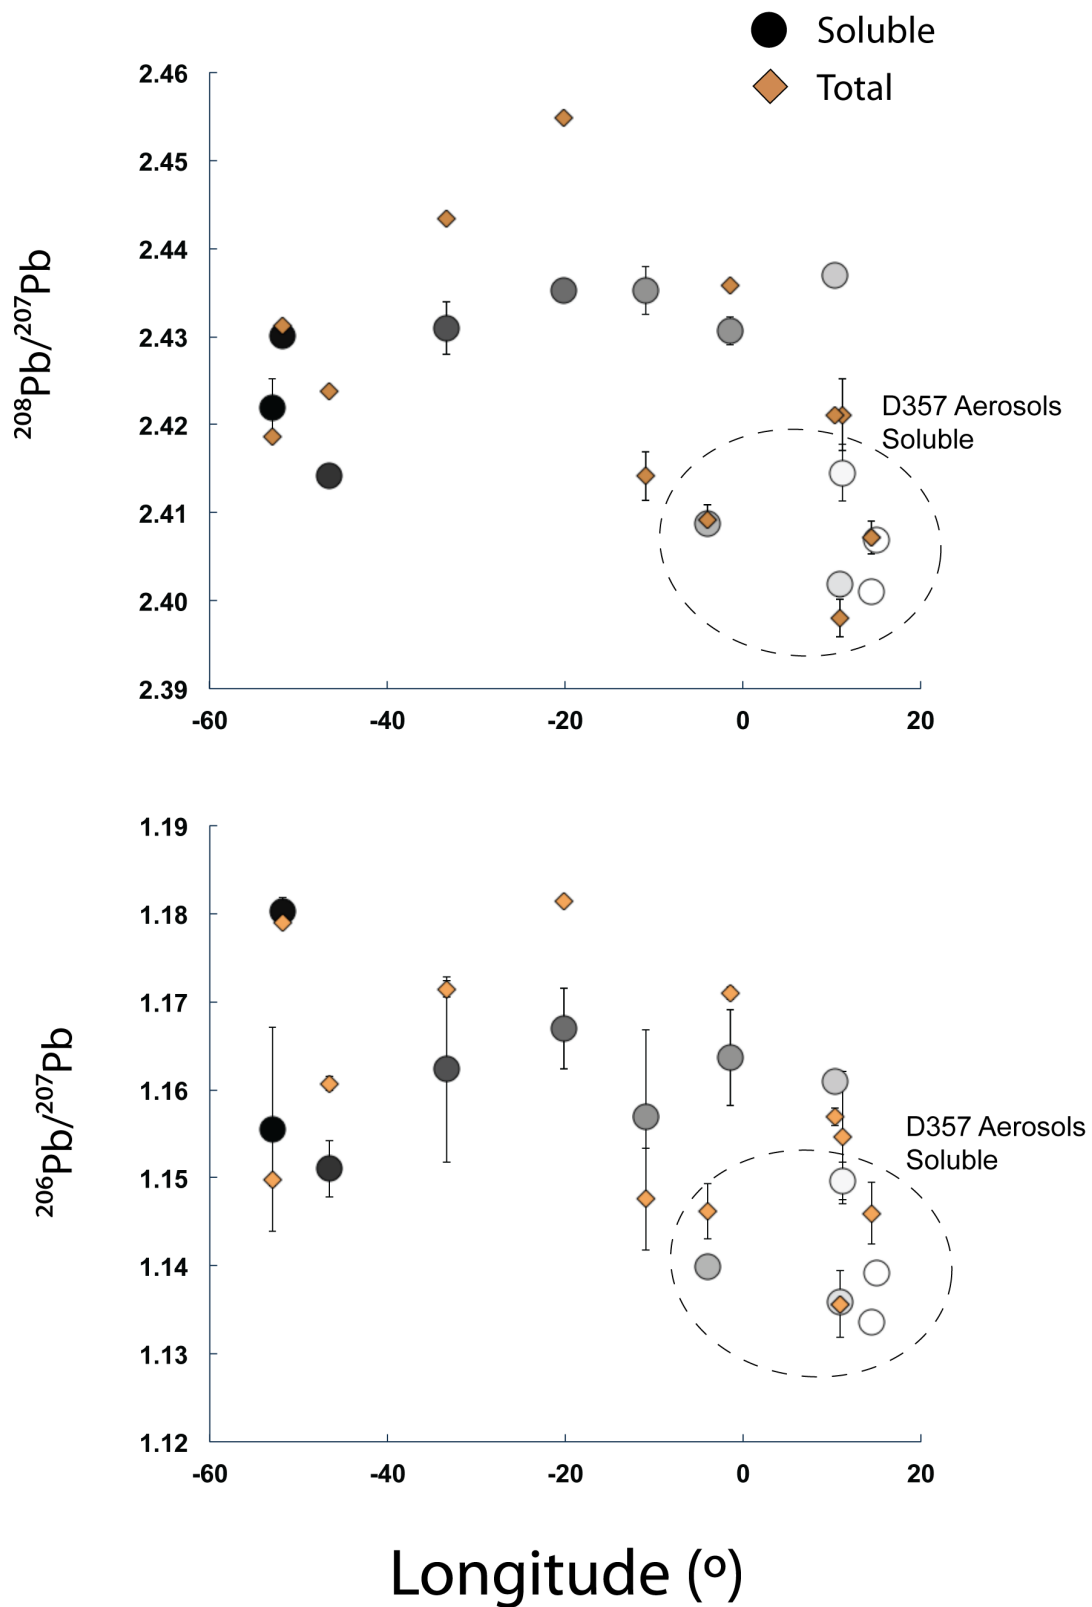 Soluble
Total
2.46
2.45
2.44
2.43
2.42
2.41
2.40
2.39
²⁰⁸Pb/²⁰⁷Pb
D357 Aerosols
Soluble
-60
-40
-20
0
20
1.19
1.18
1.17
1.16
1.15
1.14
1.13
1.12
²⁰⁶Pb/²⁰⁷Pb
D357 Aerosols
Soluble
-60
-40
-20
0
20
Longitude (º)